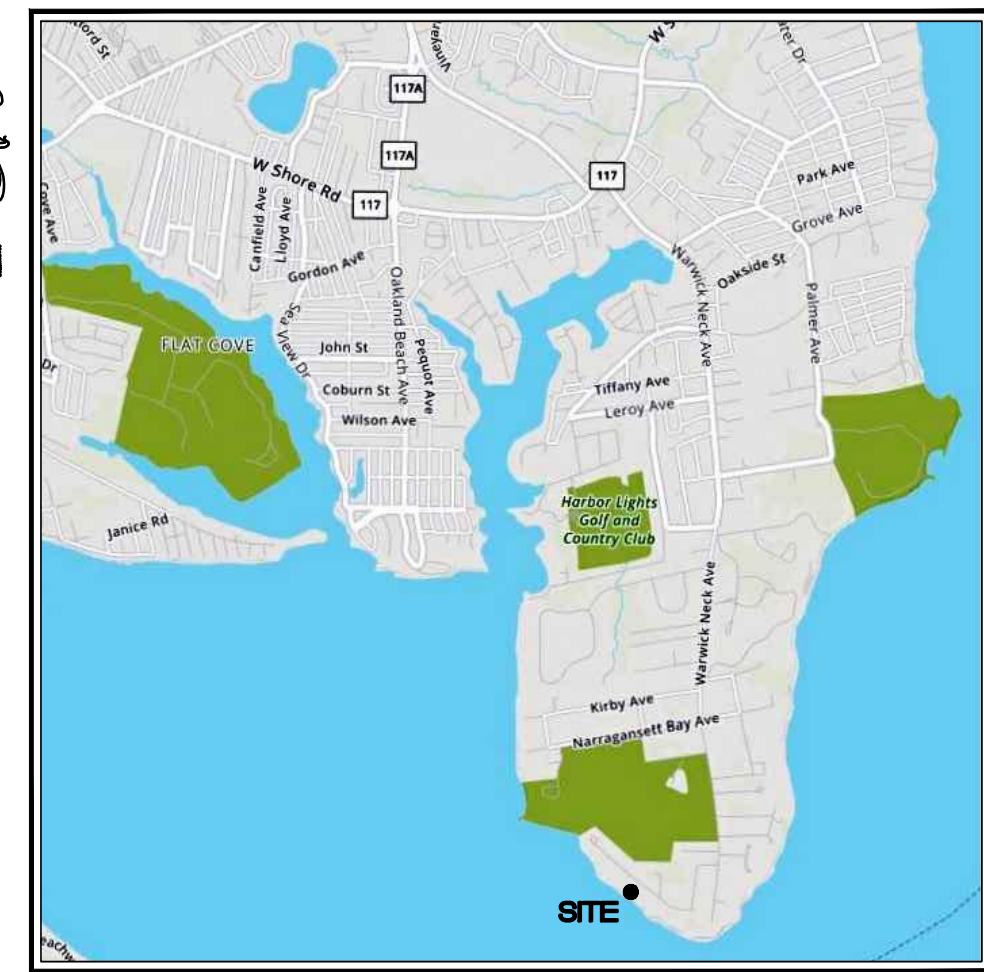 117A
W S
117A
W Shore Rd
117
117
Park Ave
Grove Ave
Cove Ave
Canfield Ave
Lloyd Ave
Gordon Ave
Oakside St
Warwick Neck Ave
Palmer Ave
Oakland Beach Ave
Sea View Dr
FLAT COVE
John St
Pequot Ave
Dr
Coburn St
Tiffany Ave
Leroy Ave
Wilson Ave
Harbor Lights
Golf and
Country Club
Janice Rd
Warwick Neck Ave
Kirby Ave
Narragansett Bay Ave
SITE